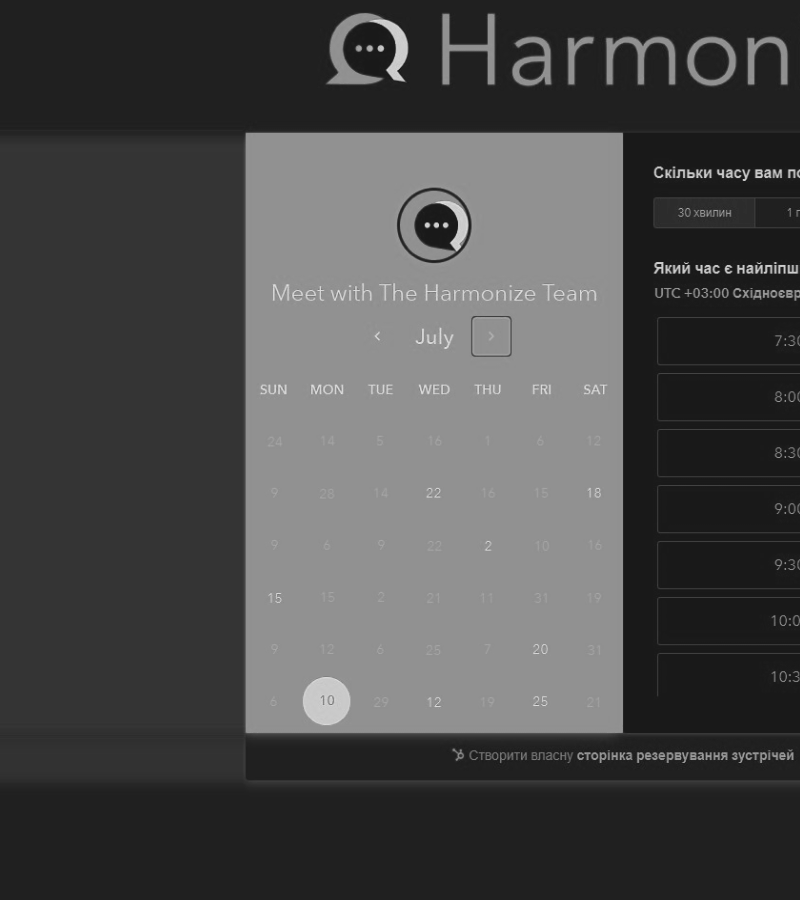 Harmon
Meet with The Harmonize Team
July
SUN MON TUE WED THU FRI SAT
24 14 5 16 1 6 12
9 28 14 22 16 15 18
9 6 9 22 2 10 16
15 15 2 21 11 31 19
9 12 6 25 7 20 31
6 10 29 12 19 25 21
Скільки часу вам по
30 хвилин 1 г
Який час є найліпш
UTC +03:00 Східноєвр
7:30
8:00
8:30
9:00
9:30
10:0
10:3
Створити власну сторінка резервування зустрічей